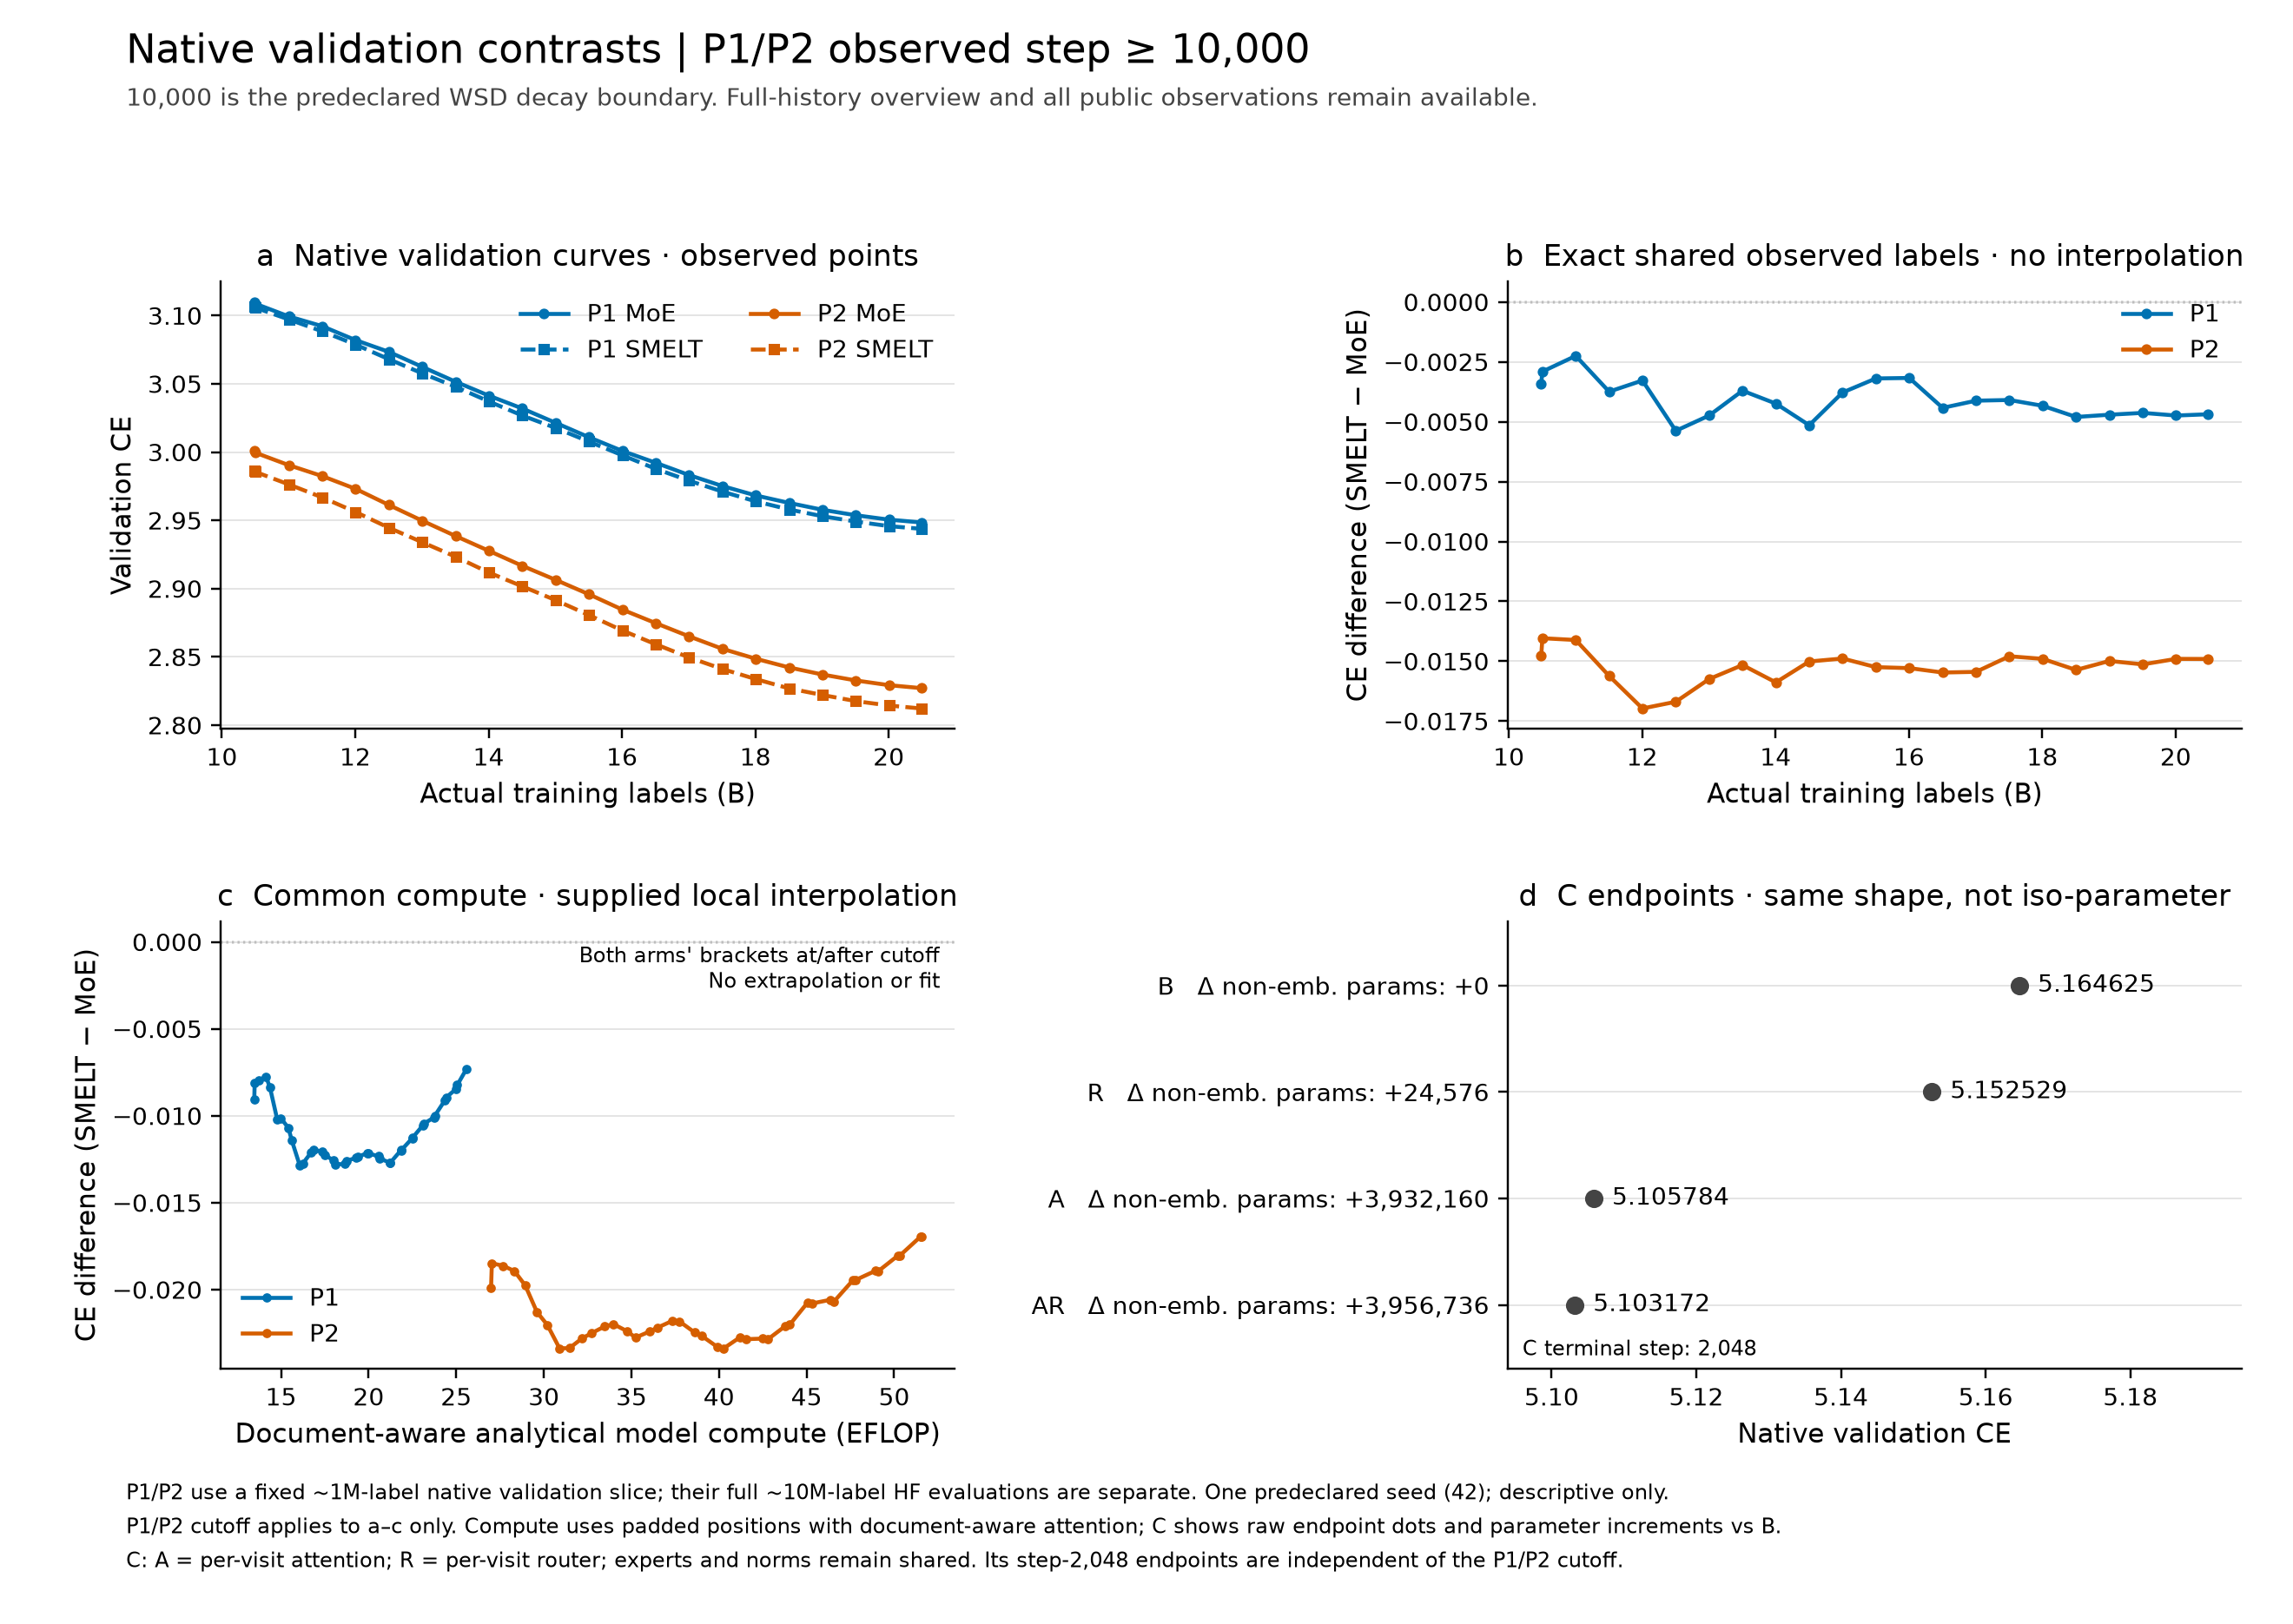 Native validation contrasts | P1/P2 observed step ≥ 10,000
10,000 is the predeclared WSD decay boundary. Full-history overview and all public observations remain available.
a Native validation curves · observed points
P1 MoE
P1 SMELT
P2 MoE
P2 SMELT
Validation CE
3.10
3.05
3.00
2.95
2.90
2.85
2.80
10
12
14
16
18
20
Actual training labels (B)
b Exact shared observed labels · no interpolation
P1
P2
CE difference (SMELT − MoE)
0.0000
−0.0025
−0.0050
−0.0075
−0.0100
−0.0125
−0.0150
−0.0175
10
12
14
16
18
20
Actual training labels (B)
c Common compute · supplied local interpolation
Both arms' brackets at/after cutoff
No extrapolation or fit
CE difference (SMELT − MoE)
0.000
−0.005
−0.010
−0.015
−0.020
P1
P2
15
20
25
30
35
40
45
50
Document-aware analytical model compute (EFLOP)
d C endpoints · same shape, not iso-parameter
B Δ non-emb. params: +0
5.164625
R Δ non-emb. params: +24,576
5.152529
A Δ non-emb. params: +3,932,160
5.105784
AR Δ non-emb. params: +3,956,736
5.103172
C terminal step: 2,048
5.10
5.12
5.14
5.16
5.18
Native validation CE
P1/P2 use a fixed ~1M-label native validation slice; their full ~10M-label HF evaluations are separate. One predeclared seed (42); descriptive only.
P1/P2 cutoff applies to a–c only. Compute uses padded positions with document-aware attention; C shows raw endpoint dots and parameter increments vs B.
C: A = per-visit attention; R = per-visit router; experts and norms remain shared. Its step-2,048 endpoints are independent of the P1/P2 cutoff.